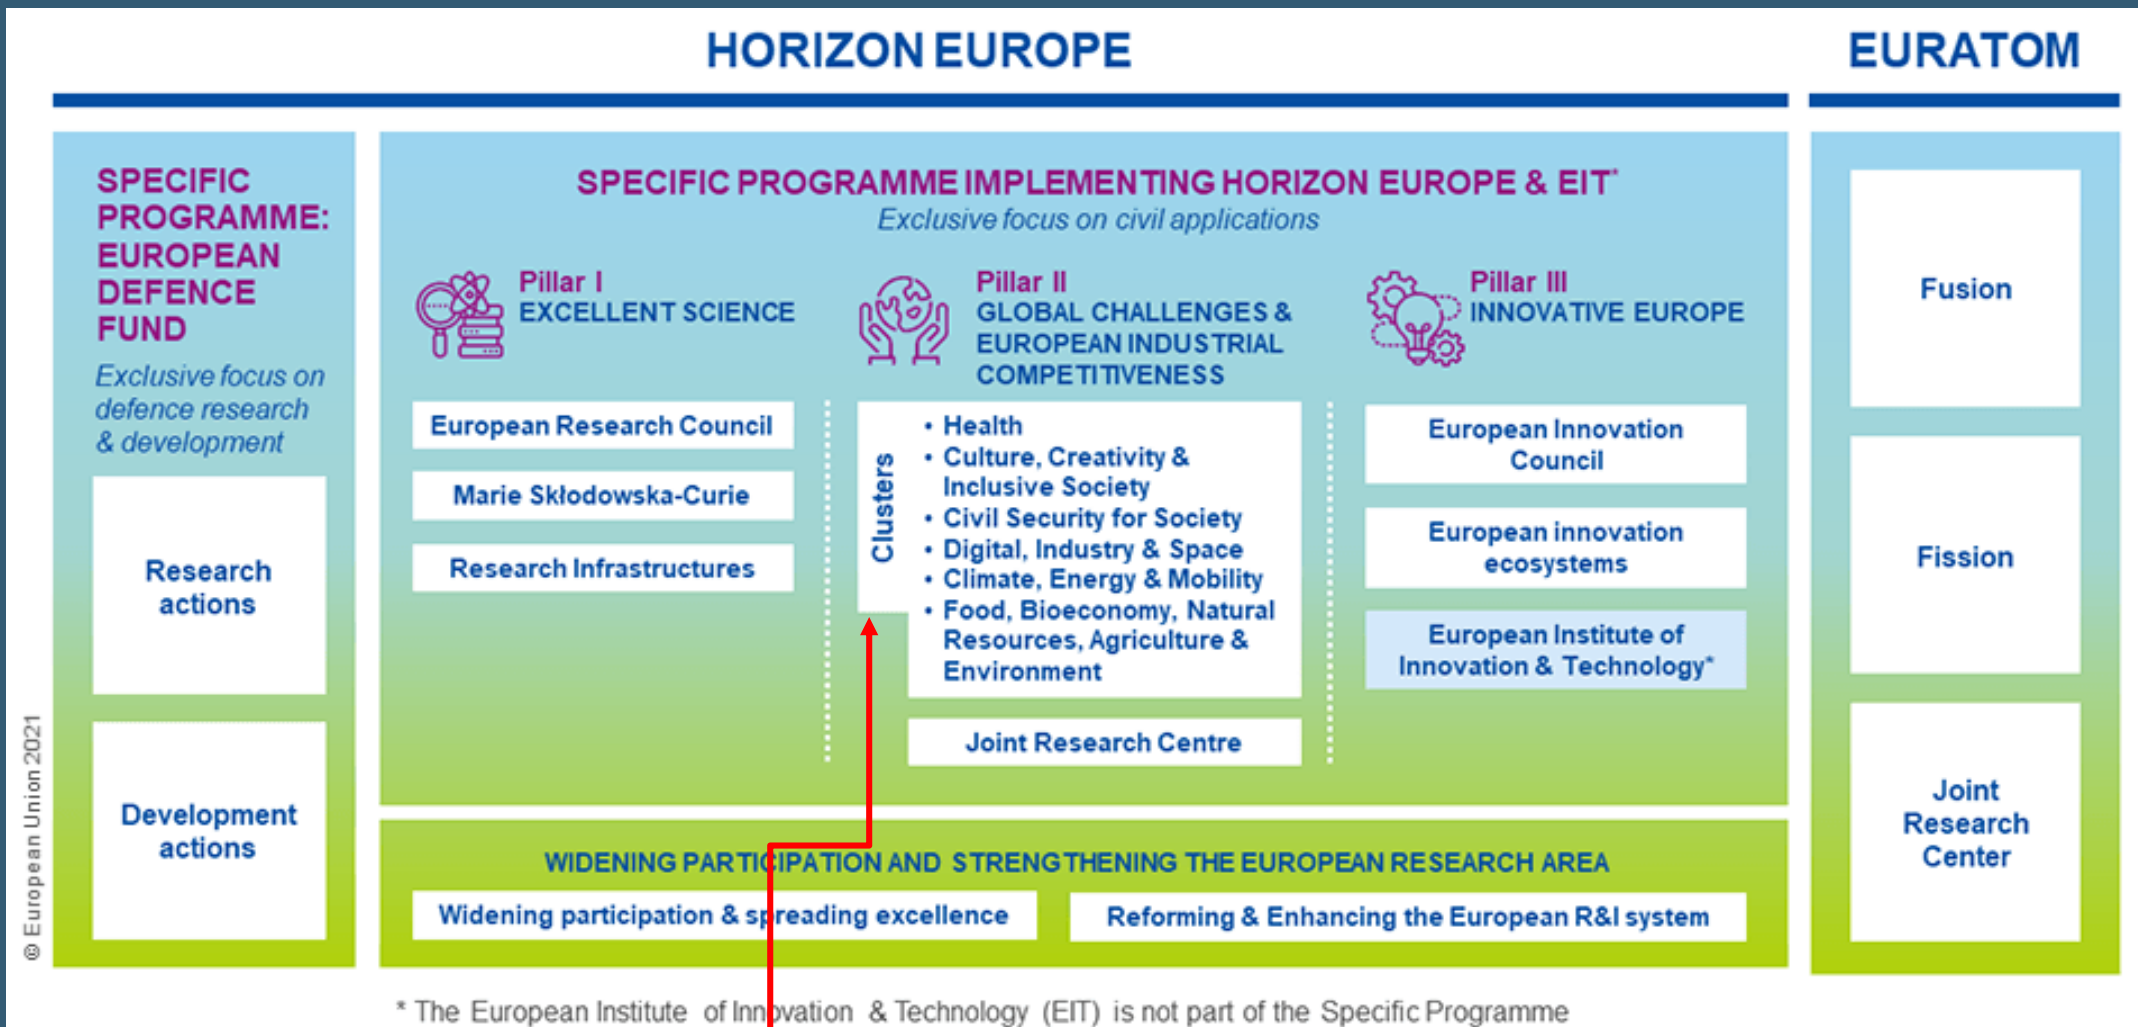 HORIZON EUROPE
EURATOM
SPECIFIC
PROGRAMME:
EUROPEAN
DEFENCE
FUND
Exclusive focus on
defence research
& development
Research
actions
Development
actions
SPECIFIC PROGRAMME IMPLEMENTING HORIZON EUROPE & EIT*
Exclusive focus on civil applications
Pillar I
EXCELLENT SCIENCE
European Research Council
Marie Skłodowska-Curie
Research Infrastructures
Pillar II
GLOBAL CHALLENGES &
EUROPEAN INDUSTRIAL
COMPETITIVENESS
Clusters
• Health
• Culture, Creativity &
Inclusive Society
• Civil Security for Society
• Digital, Industry & Space
• Climate, Energy & Mobility
• Food, Bioeconomy, Natural
Resources, Agriculture &
Environment
Joint Research Centre
Pillar III
INNOVATIVE EUROPE
European Innovation
Council
European innovation
ecosystems
European Institute of
Innovation & Technology*
Fusion
Fission
Joint
Research
Center
WIDENING PARTICIPATION AND STRENGTHENING THE EUROPEAN RESEARCH AREA
Widening participation & spreading excellence
Reforming & Enhancing the European R&I system
© European Union 2021
* The European Institute of Innovation & Technology (EIT) is not part of the Specific Programme